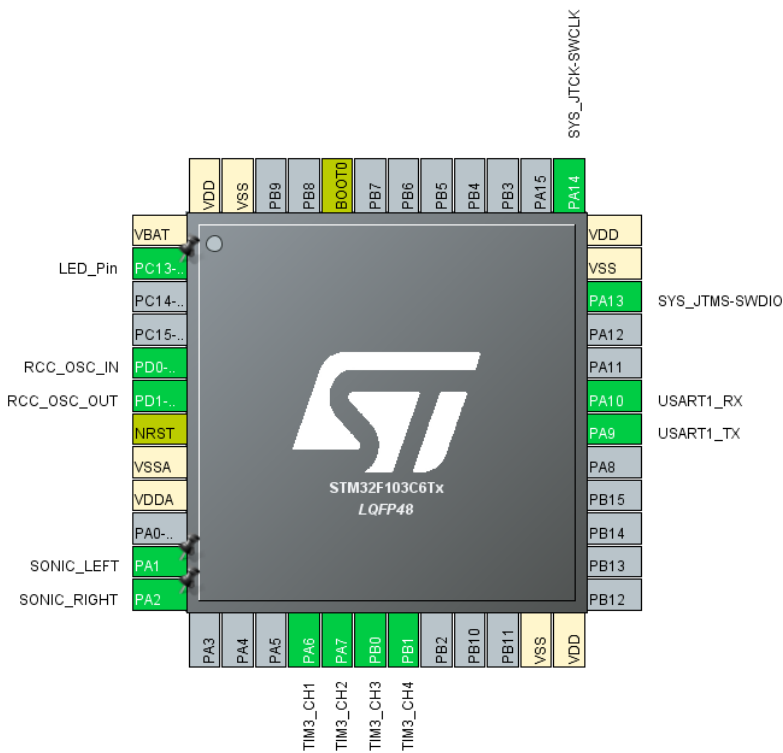 SYS_JTCK-SWCLK
VDD
VSS
PB9
PB8
BOOT0
PB7
PB6
PB5
PB4
PB3
PA15
PA14
VBAT
LED_Pin PC13-..
PC14-..
PC15-..
RCC_OSC_IN PD0-..
RCC_OSC_OUT PD1-..
NRST
VSSA
VDDA
PA0-..
SONIC_LEFT PA1
SONIC_RIGHT PA2
VDD
VSS
PA13 SYS_JTMS-SWDIO
PA12
PA11
PA10 USART1_RX
PA9 USART1_TX
PA8
PB15
PB14
PB13
PB12
ST
STM32F103C6Tx
LQFP48
PA3
PA4
PA5
PA6
PA7
PB0
PB1
PB2
PB10
PB11
VSS
VDD
TIM3_CH1
TIM3_CH2
TIM3_CH3
TIM3_CH4